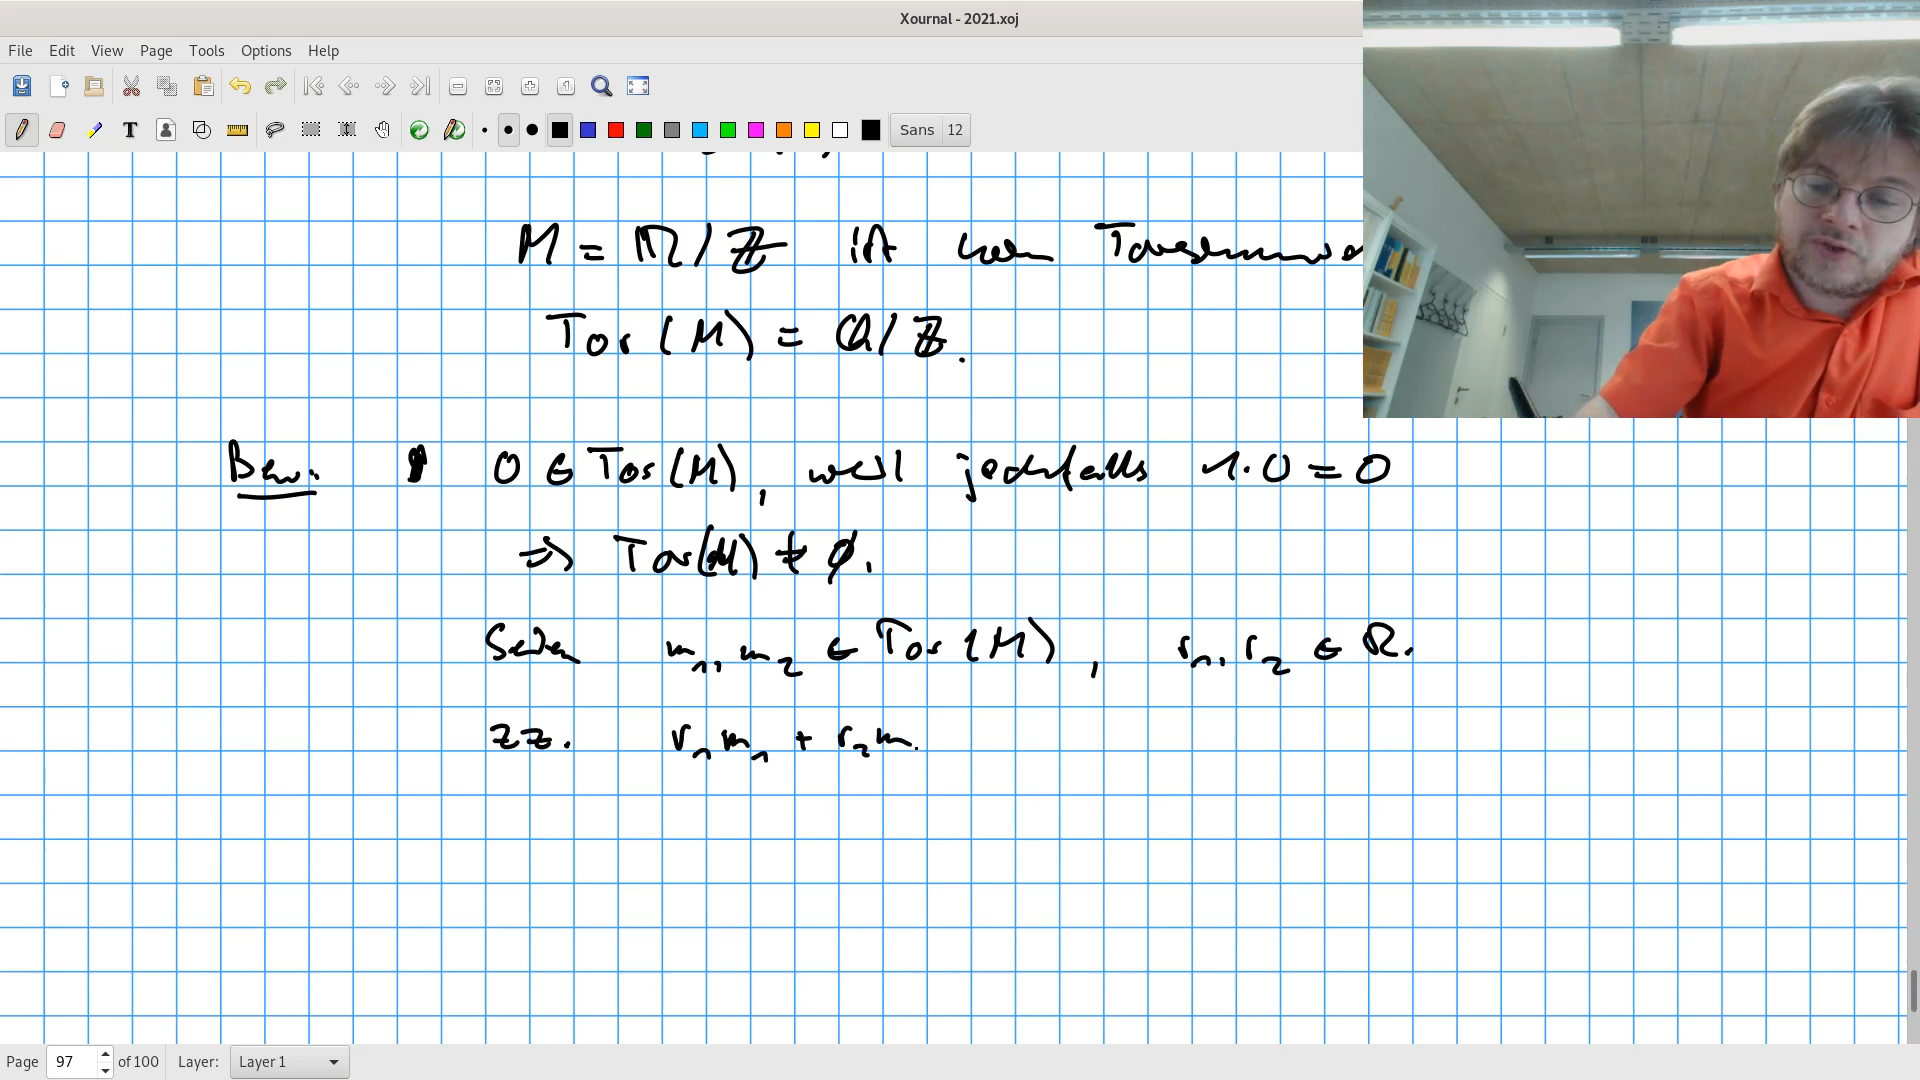 Xournal - 2021.xoj
File Edit View Page Tools Options Help
Sans 12
M = ℝ/ℤ ist kein
Tor(M) = ℚ/ℤ.
Bew. 0 ∈ Tor(M), weil jedenfalls 1·0 = 0
⇒ Tor(M) ≠ ∅.
Seien m₁, m₂ ∈ Tor(M), r₁, r₂ ∈ R.
zz. r₁m₁ + r₂m
Page 97 of 100 Layer: Layer 1